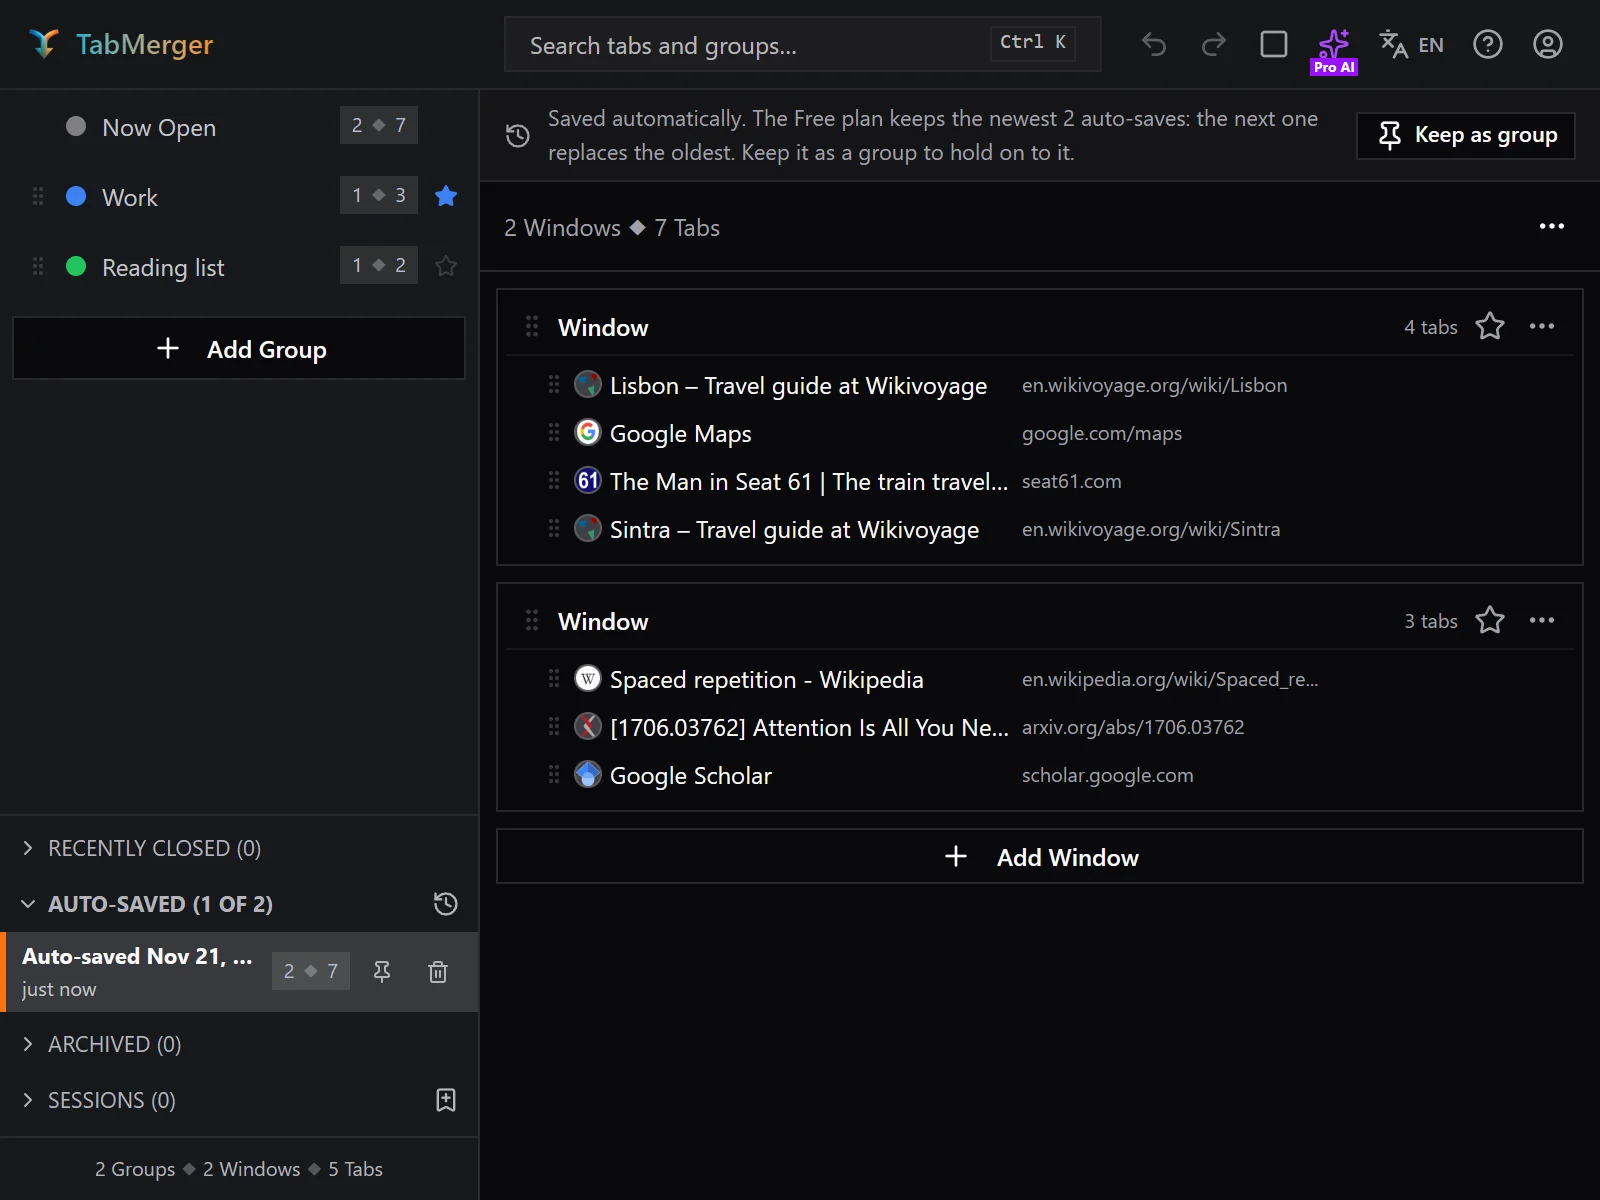 TabMerger
Search tabs and groups...
Ctrl K
Pro AI
EN
Now Open
2 ◆ 7
Work
1 ◆ 3
Reading list
1 ◆ 2
+ Add Group
Saved automatically. The Free plan keeps the newest 2 auto-saves: the next one
replaces the oldest. Keep it as a group to hold on to it.
Keep as group
2 Windows ◆ 7 Tabs
Window
4 tabs
Lisbon – Travel guide at Wikivoyage
en.wikivoyage.org/wiki/Lisbon
Google Maps
google.com/maps
61
The Man in Seat 61 | The train travel...
seat61.com
Sintra – Travel guide at Wikivoyage
en.wikivoyage.org/wiki/Sintra
Window
3 tabs
W
Spaced repetition - Wikipedia
en.wikipedia.org/wiki/Spaced_re...
[1706.03762] Attention Is All You Ne...
arxiv.org/abs/1706.03762
Google Scholar
scholar.google.com
+ Add Window
RECENTLY CLOSED (0)
AUTO-SAVED (1 OF 2)
Auto-saved Nov 21, ...
just now
2 ◆ 7
ARCHIVED (0)
SESSIONS (0)
2 Groups ◆ 2 Windows ◆ 5 Tabs